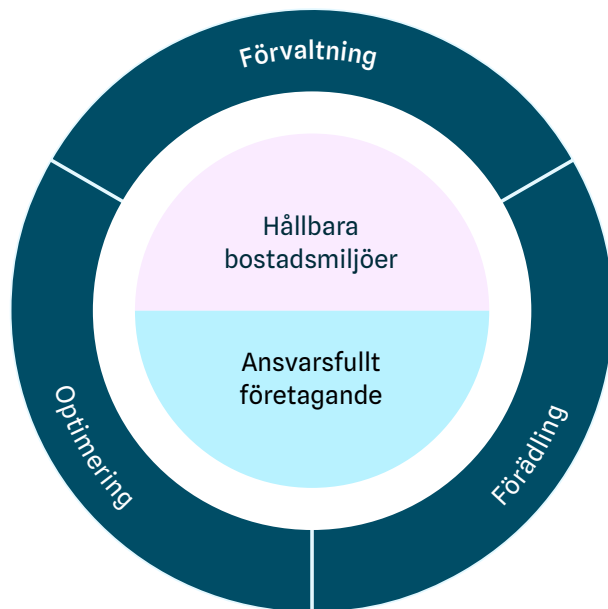 Förvaltning
Hållbara
bostadsmiljöer
Ansvarsfullt
företagande
Optimering
Förädling